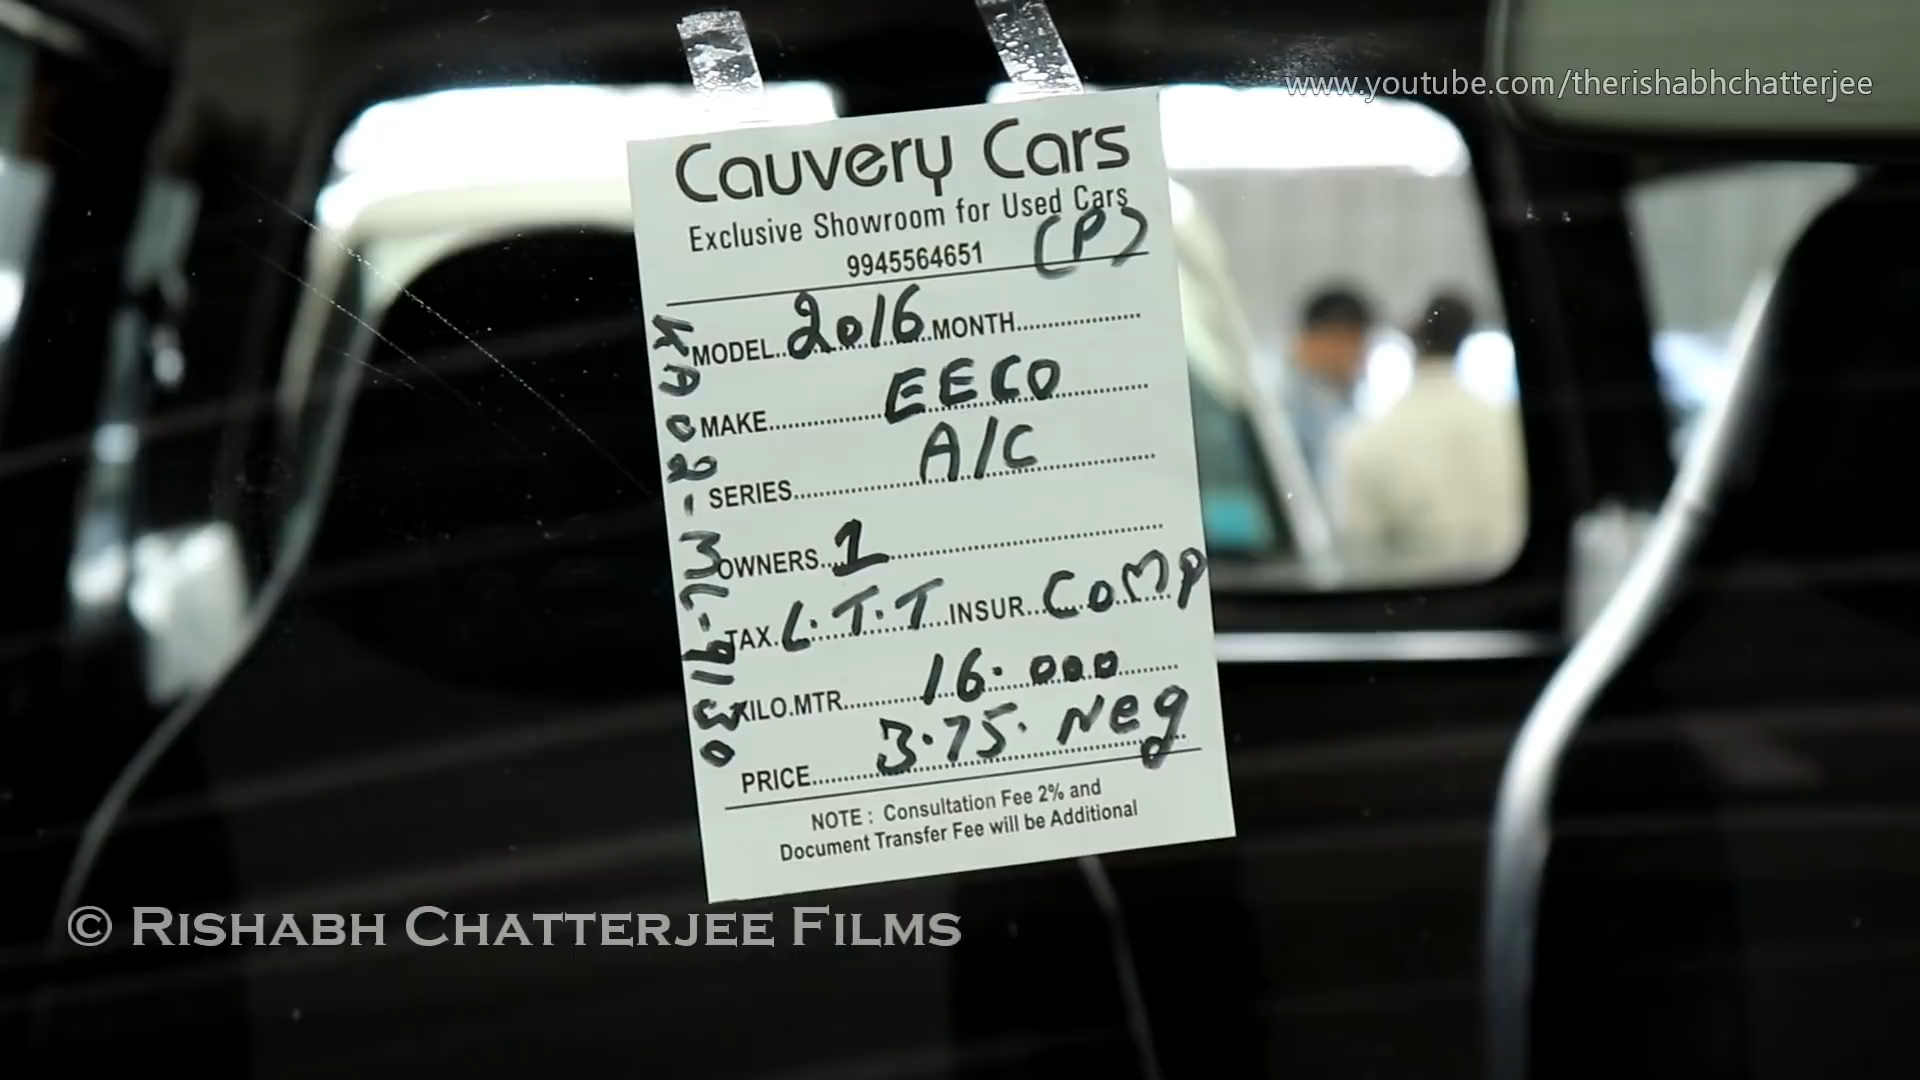 www.youtube.com/therishabhchatterjee
Cauvery Cars
Exclusive Showroom for Used Cars
9945564651 (P)
MODEL..2016.MONTH
MAKE EECO
SERIES A/C
OWNERS 1
TAX. L.T.T INSUR. COMP
KILO.MTR 16.000
PRICE 3.75. Neg
NOTE : Consultation Fee 2% and
Document Transfer Fee will be Additional
KA02-ML-9130
© RISHABH CHATTERJEE FILMS